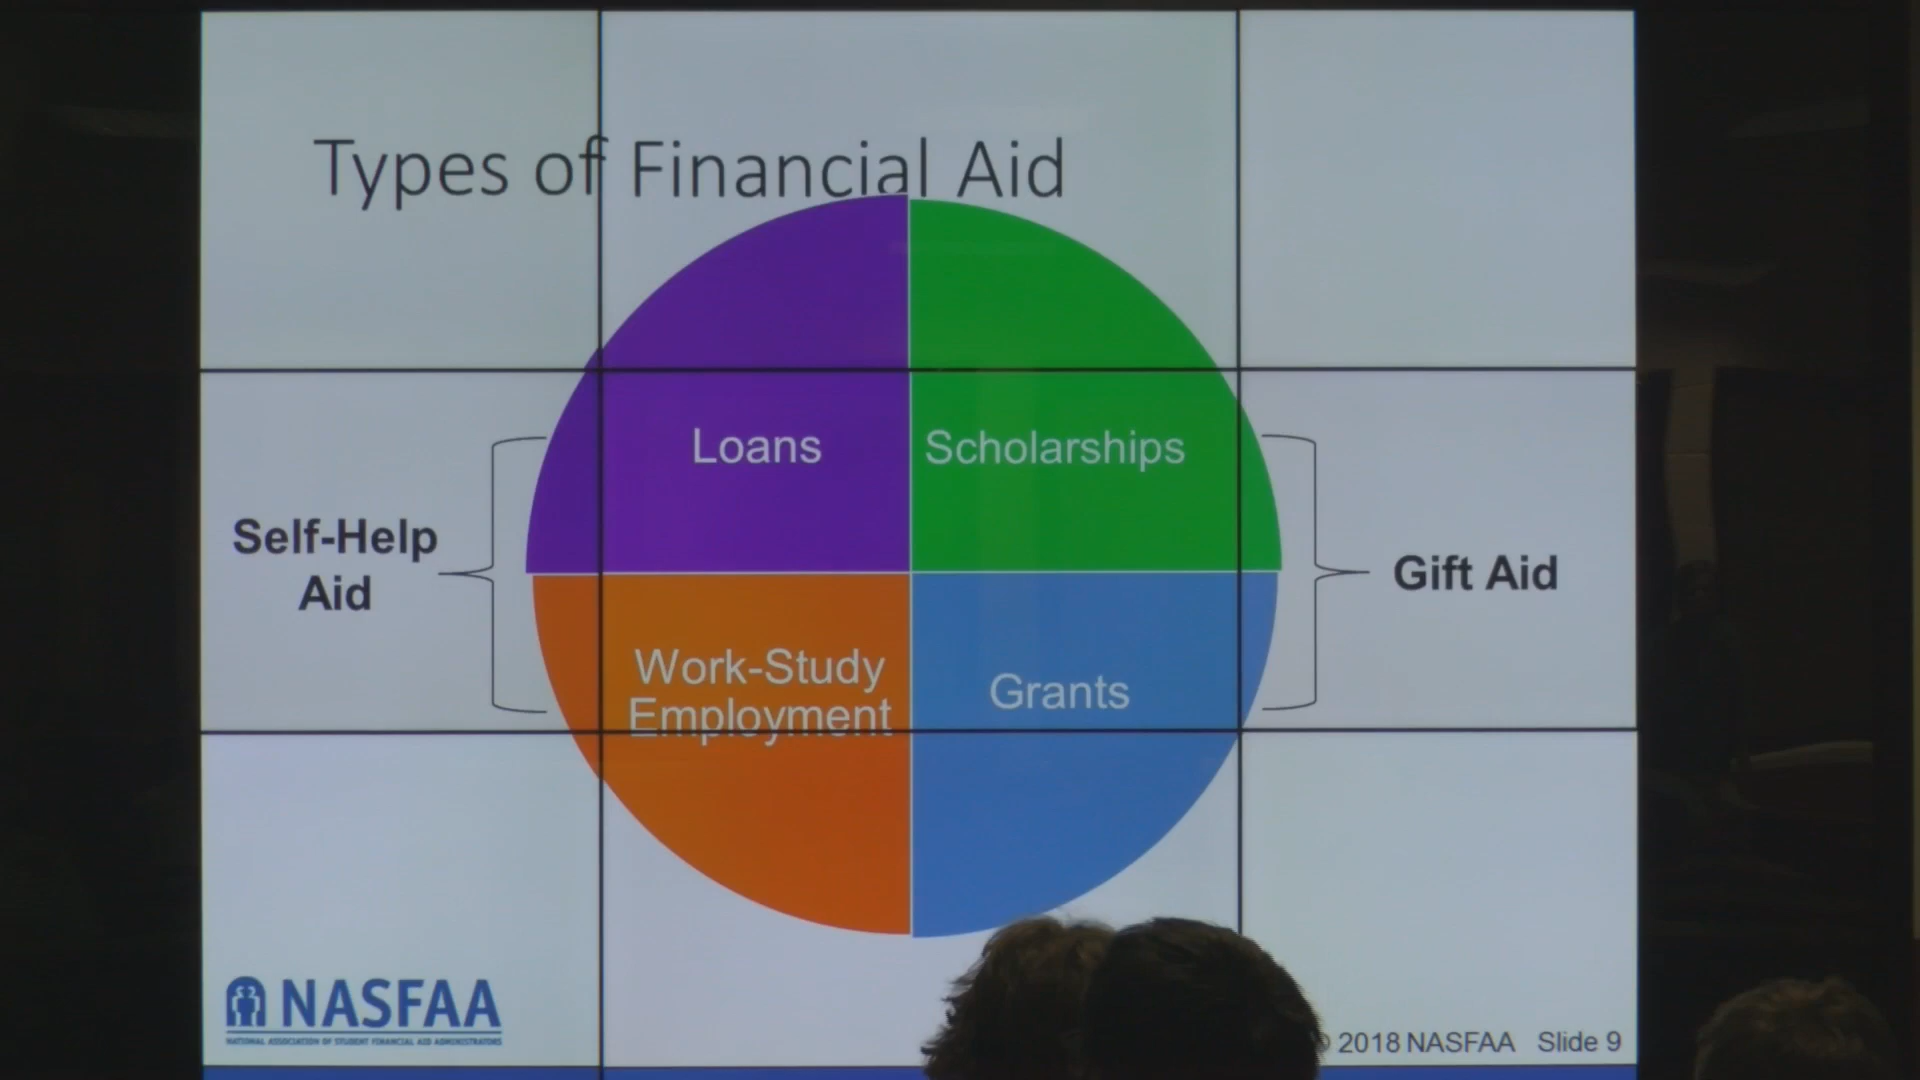 Types of Financial Aid
Loans
Scholarships
Self-Help
Aid
Gift Aid
Work-Study
Employment
Grants
NASFAA
NATIONAL ASSOCIATION OF STUDENT FINANCIAL AID ADMINISTRATORS
© 2018 NASFAA Slide 9